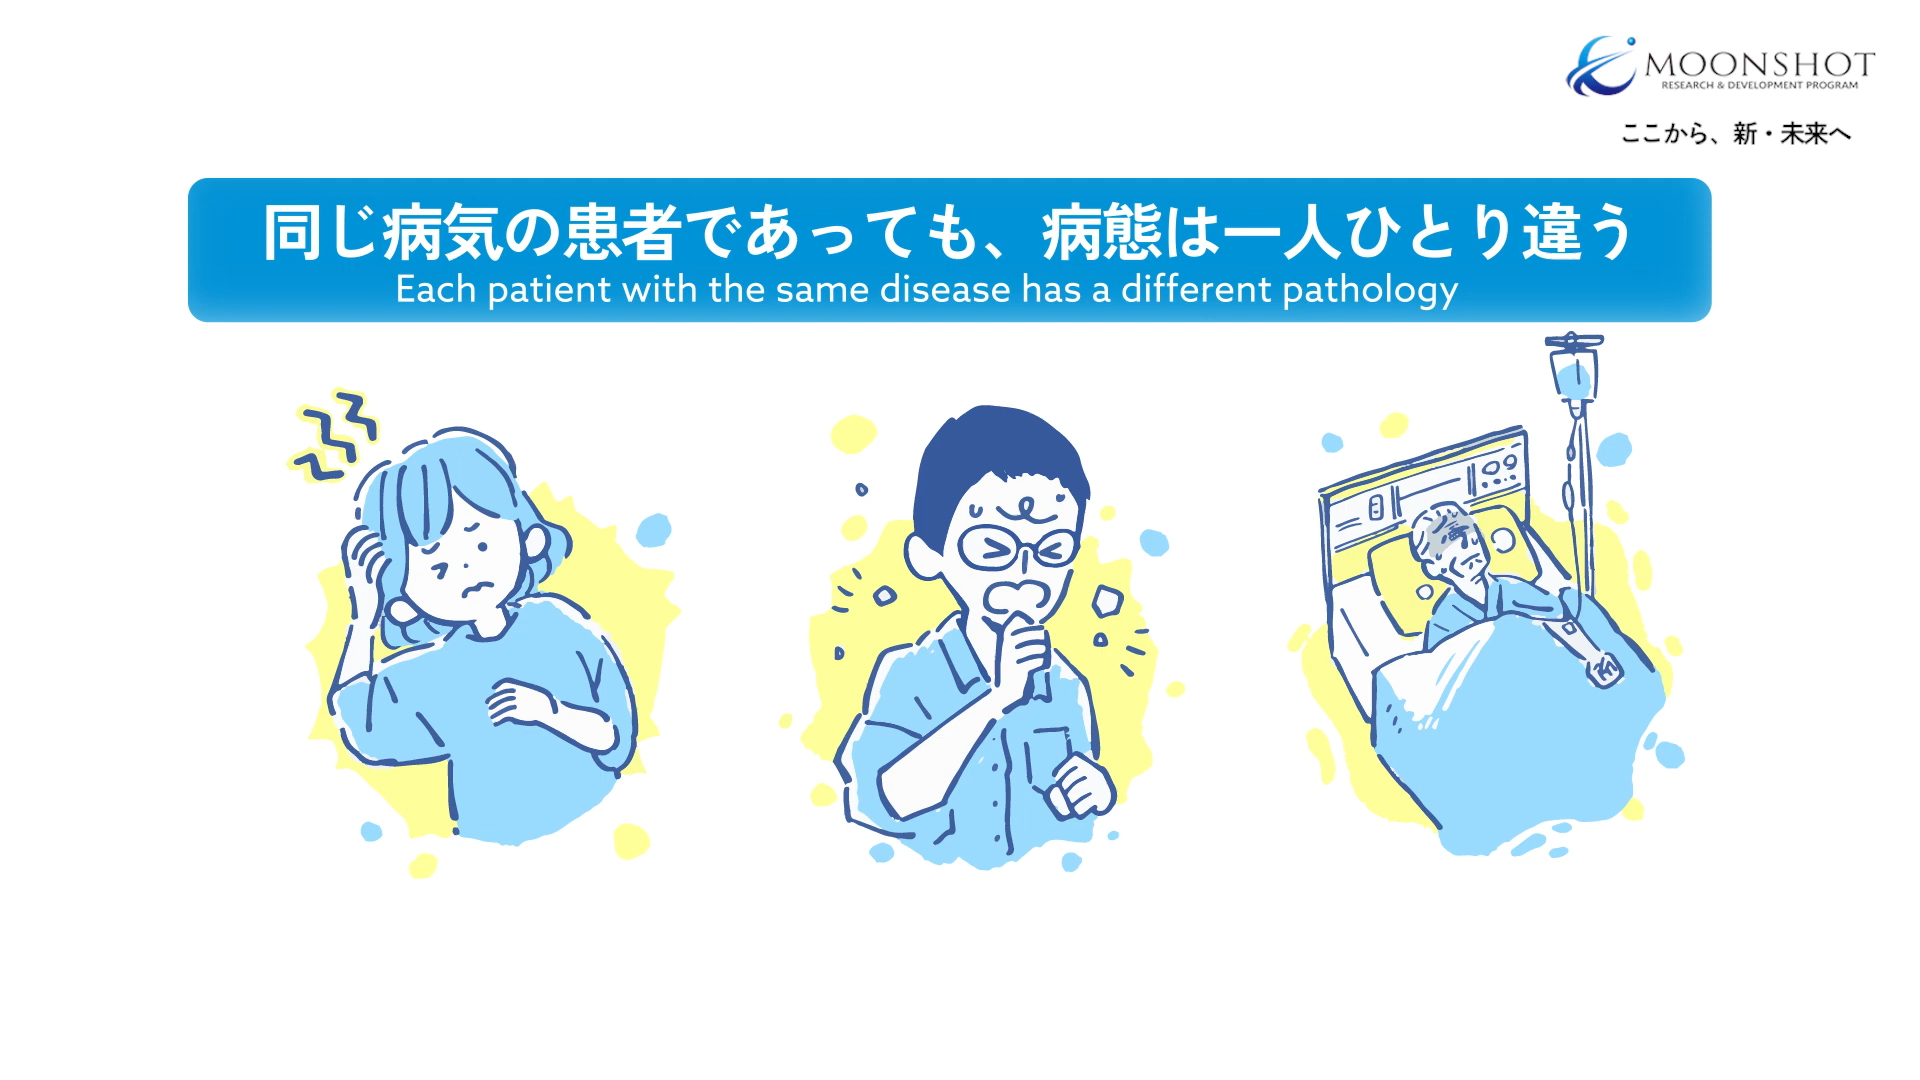 MOONSHOT
RESEARCH & DEVELOPMENT PROGRAM
ここから、新・未来へ
同じ病気の患者であっても、病態は一人ひとり違う
Each patient with the same disease has a different pathology